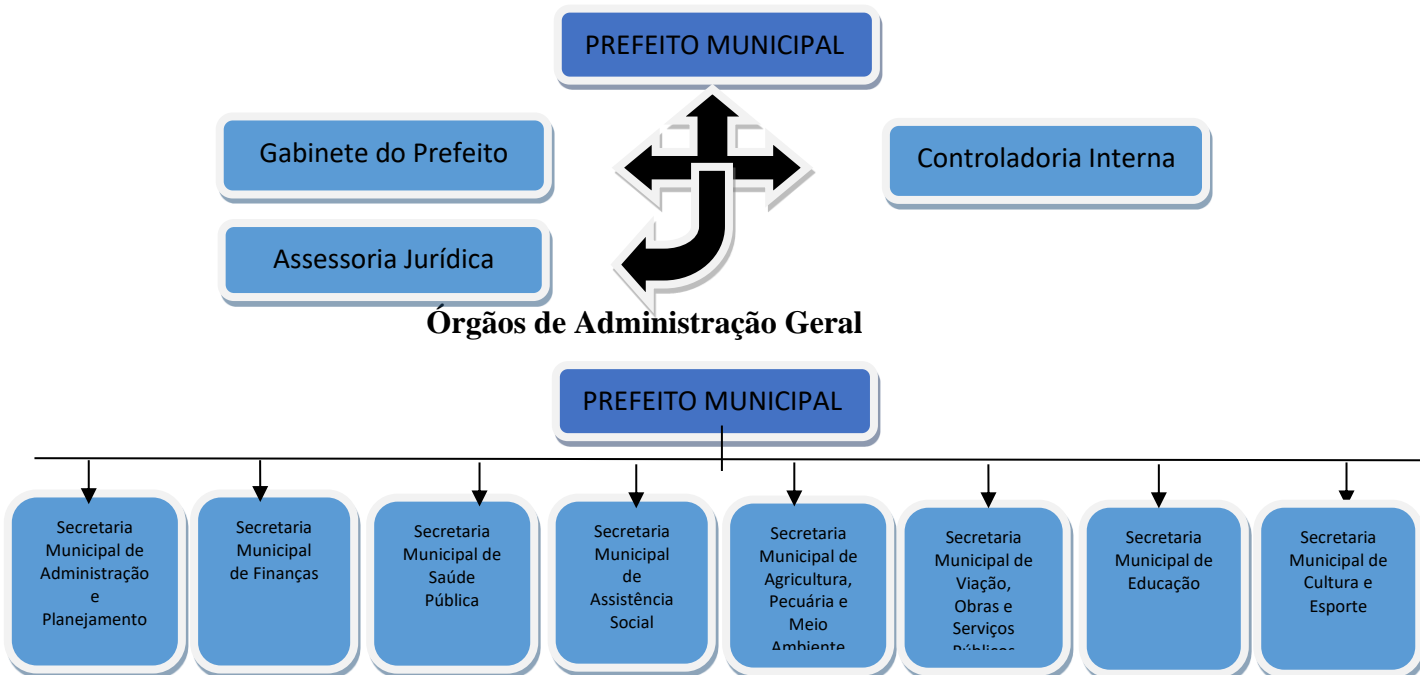 PREFEITO MUNICIPAL
Gabinete do Prefeito
Controladoria Interna
Assessoria Jurídica
Órgãos de Administração Geral
PREFEITO MUNICIPAL
Secretaria
Municipal de
Administração
e
Planejamento
Secretaria
Municipal
de Finanças
Secretaria
Municipal de
Saúde
Pública
Secretaria
Municipal
de
Assistência
Social
Secretaria
Municipal de
Agricultura,
Pecuária e
Meio
Ambiente
Secretaria
Municipal de
Viação,
Obras e
Serviços
Públicos
Secretaria
Municipal de
Educação
Secretaria
Municipal de
Cultura e
Esporte